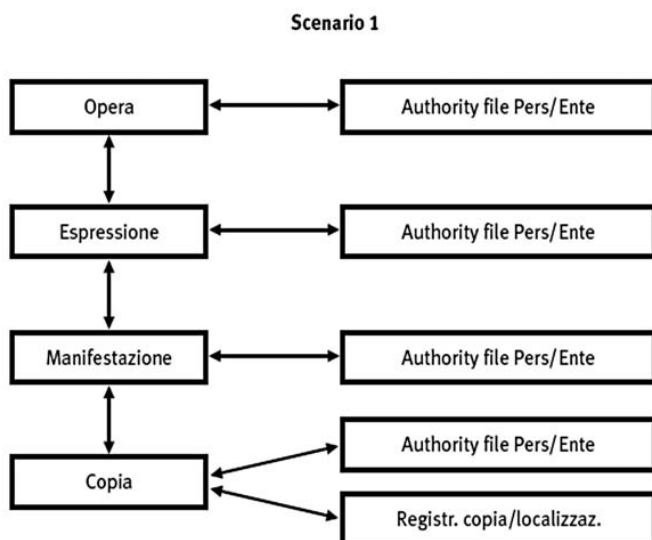 Scenario 1
Opera
Authority file Pers/Ente
Espressione
Authority file Pers/Ente
Manifestazione
Authority file Pers/Ente
Authority file Pers/Ente
Copia
Registr. copia/localizzaz.